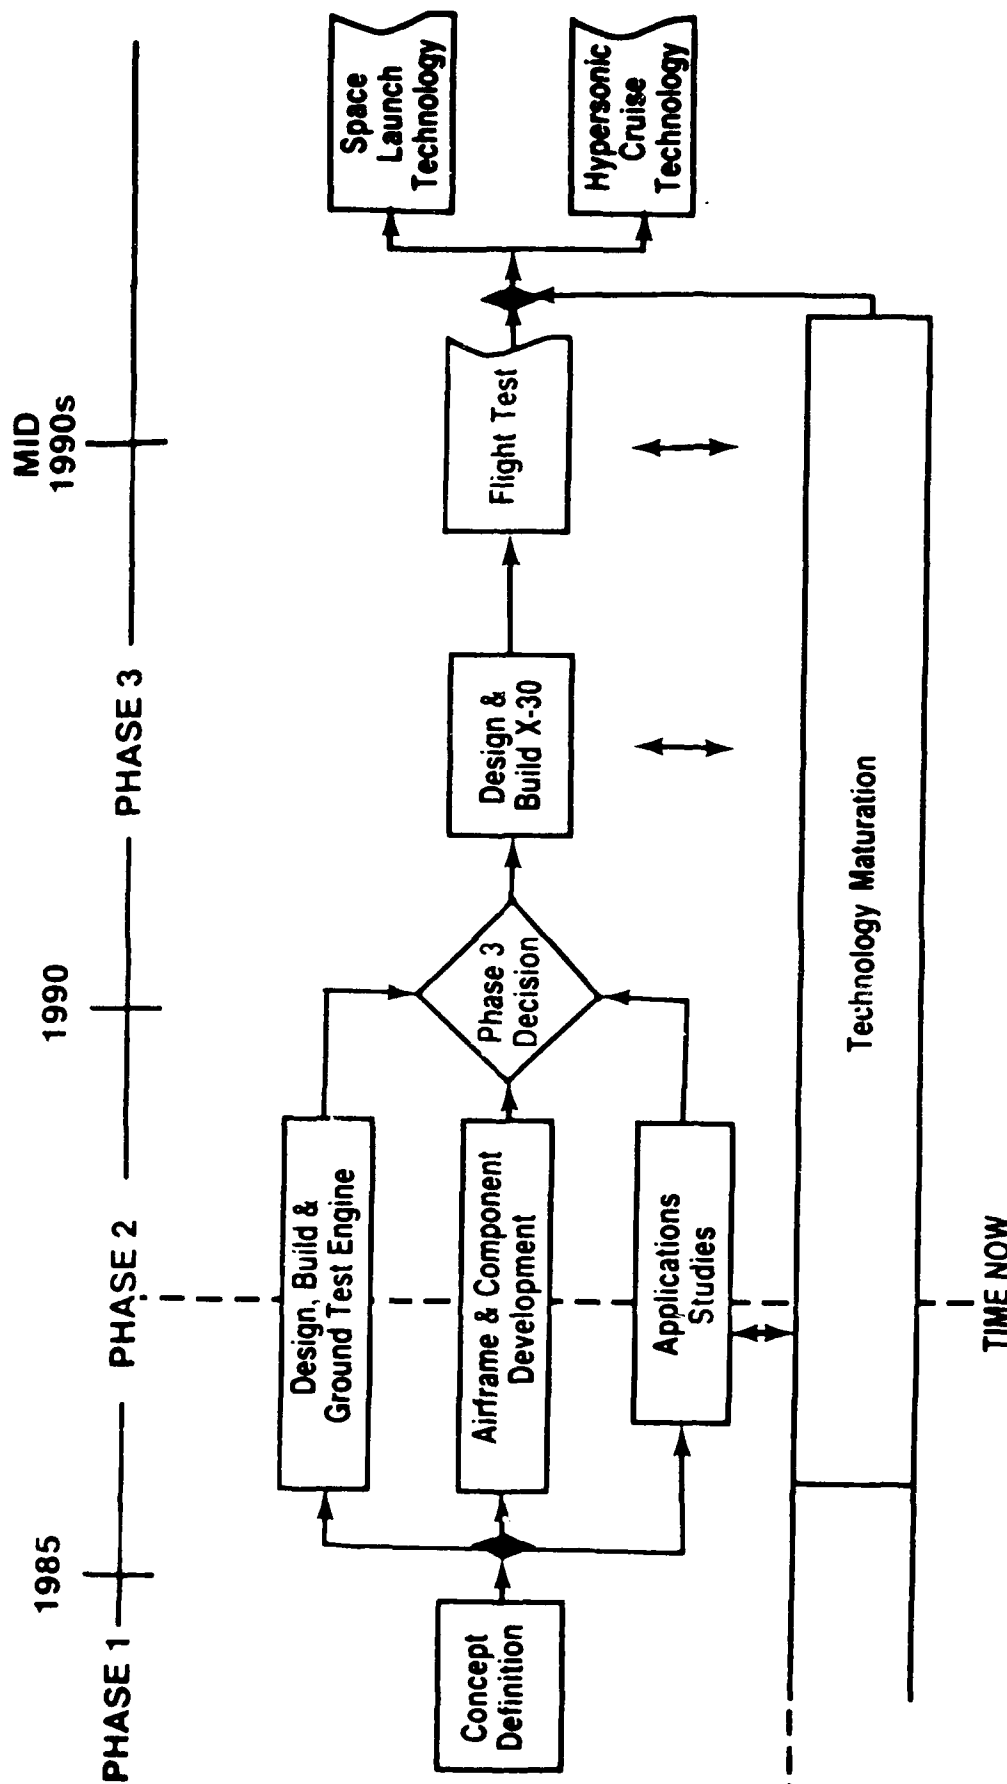 PHASE 1
1985
PHASE 2
1990
PHASE 3
MID
1990s
Concept
Definition
Design, Build &
Ground Test Engine
Airframe & Component
Development
Applications
Studies
Phase 3
Decision
Design &
Build X-30
Flight Test
Space
Launch
Technology
Hypersonic
Cruise
Technology
Technology Maturation
TIME NOW